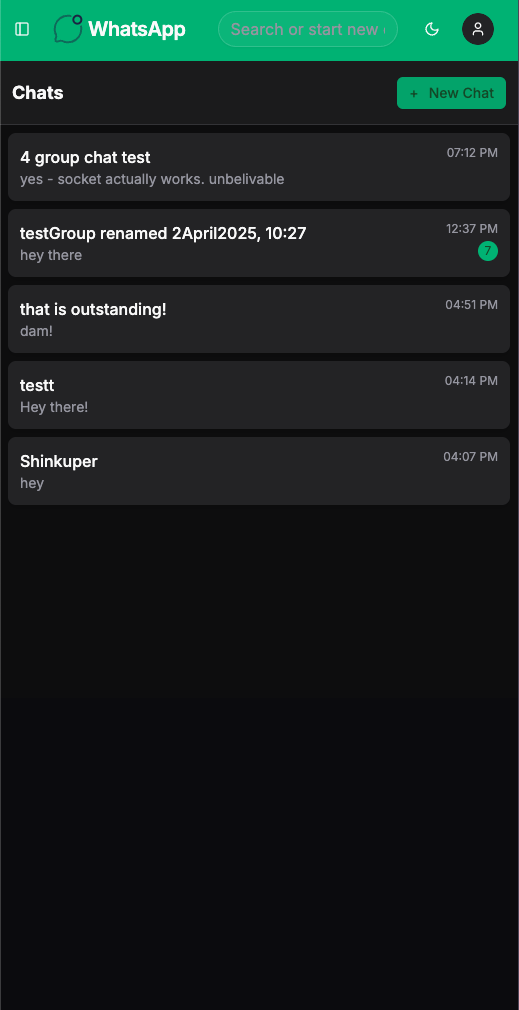 WhatsApp
Search or start new
Chats
+ New Chat
4 group chat test
07:12 PM
yes - socket actually works. unbelivable
testGroup renamed 2April2025, 10:27
12:37 PM
hey there
7
that is outstanding!
04:51 PM
dam!
testt
04:14 PM
Hey there!
Shinkuper
04:07 PM
hey